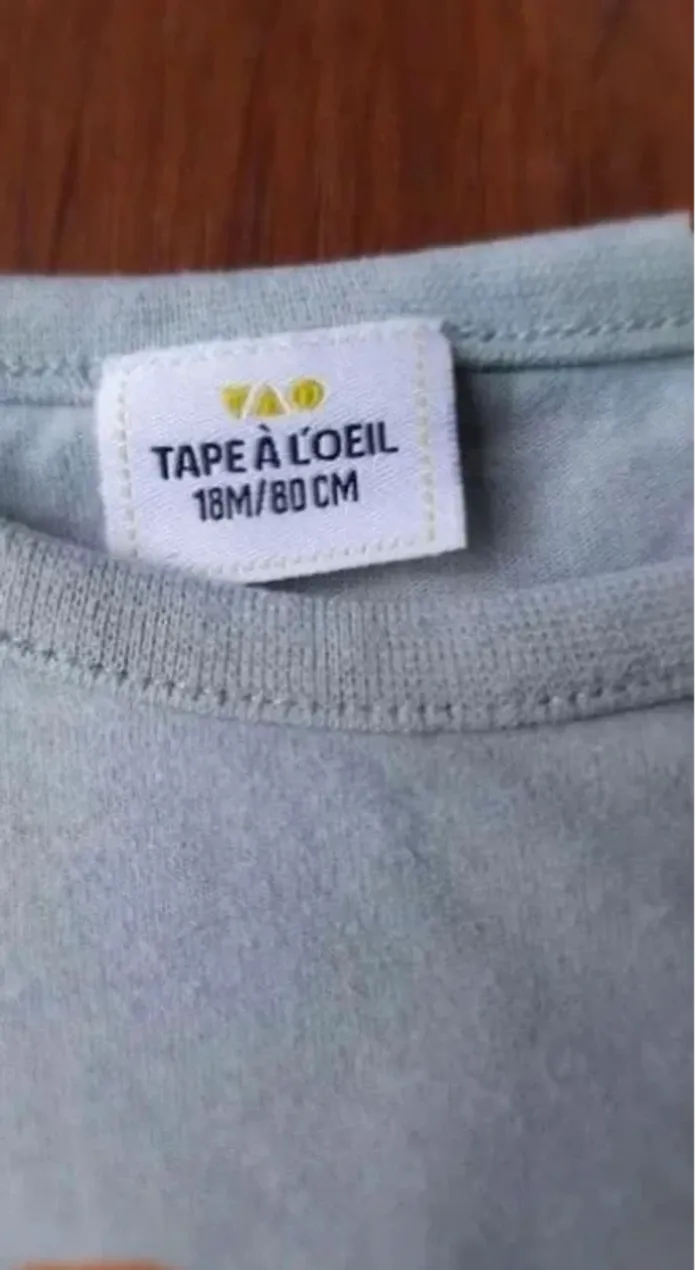 TAO
TAPE À L'OEIL
18M/80 CM